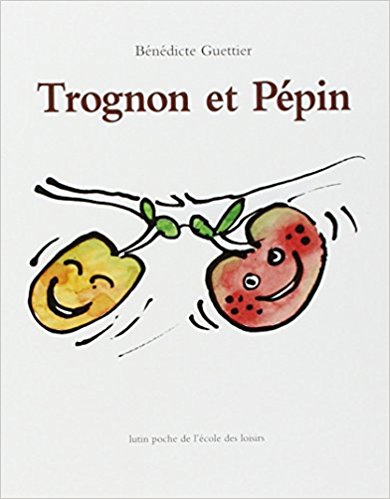 Bénédicte Guettier
Trognon et Pépin
lutin poche de l'école des loisirs